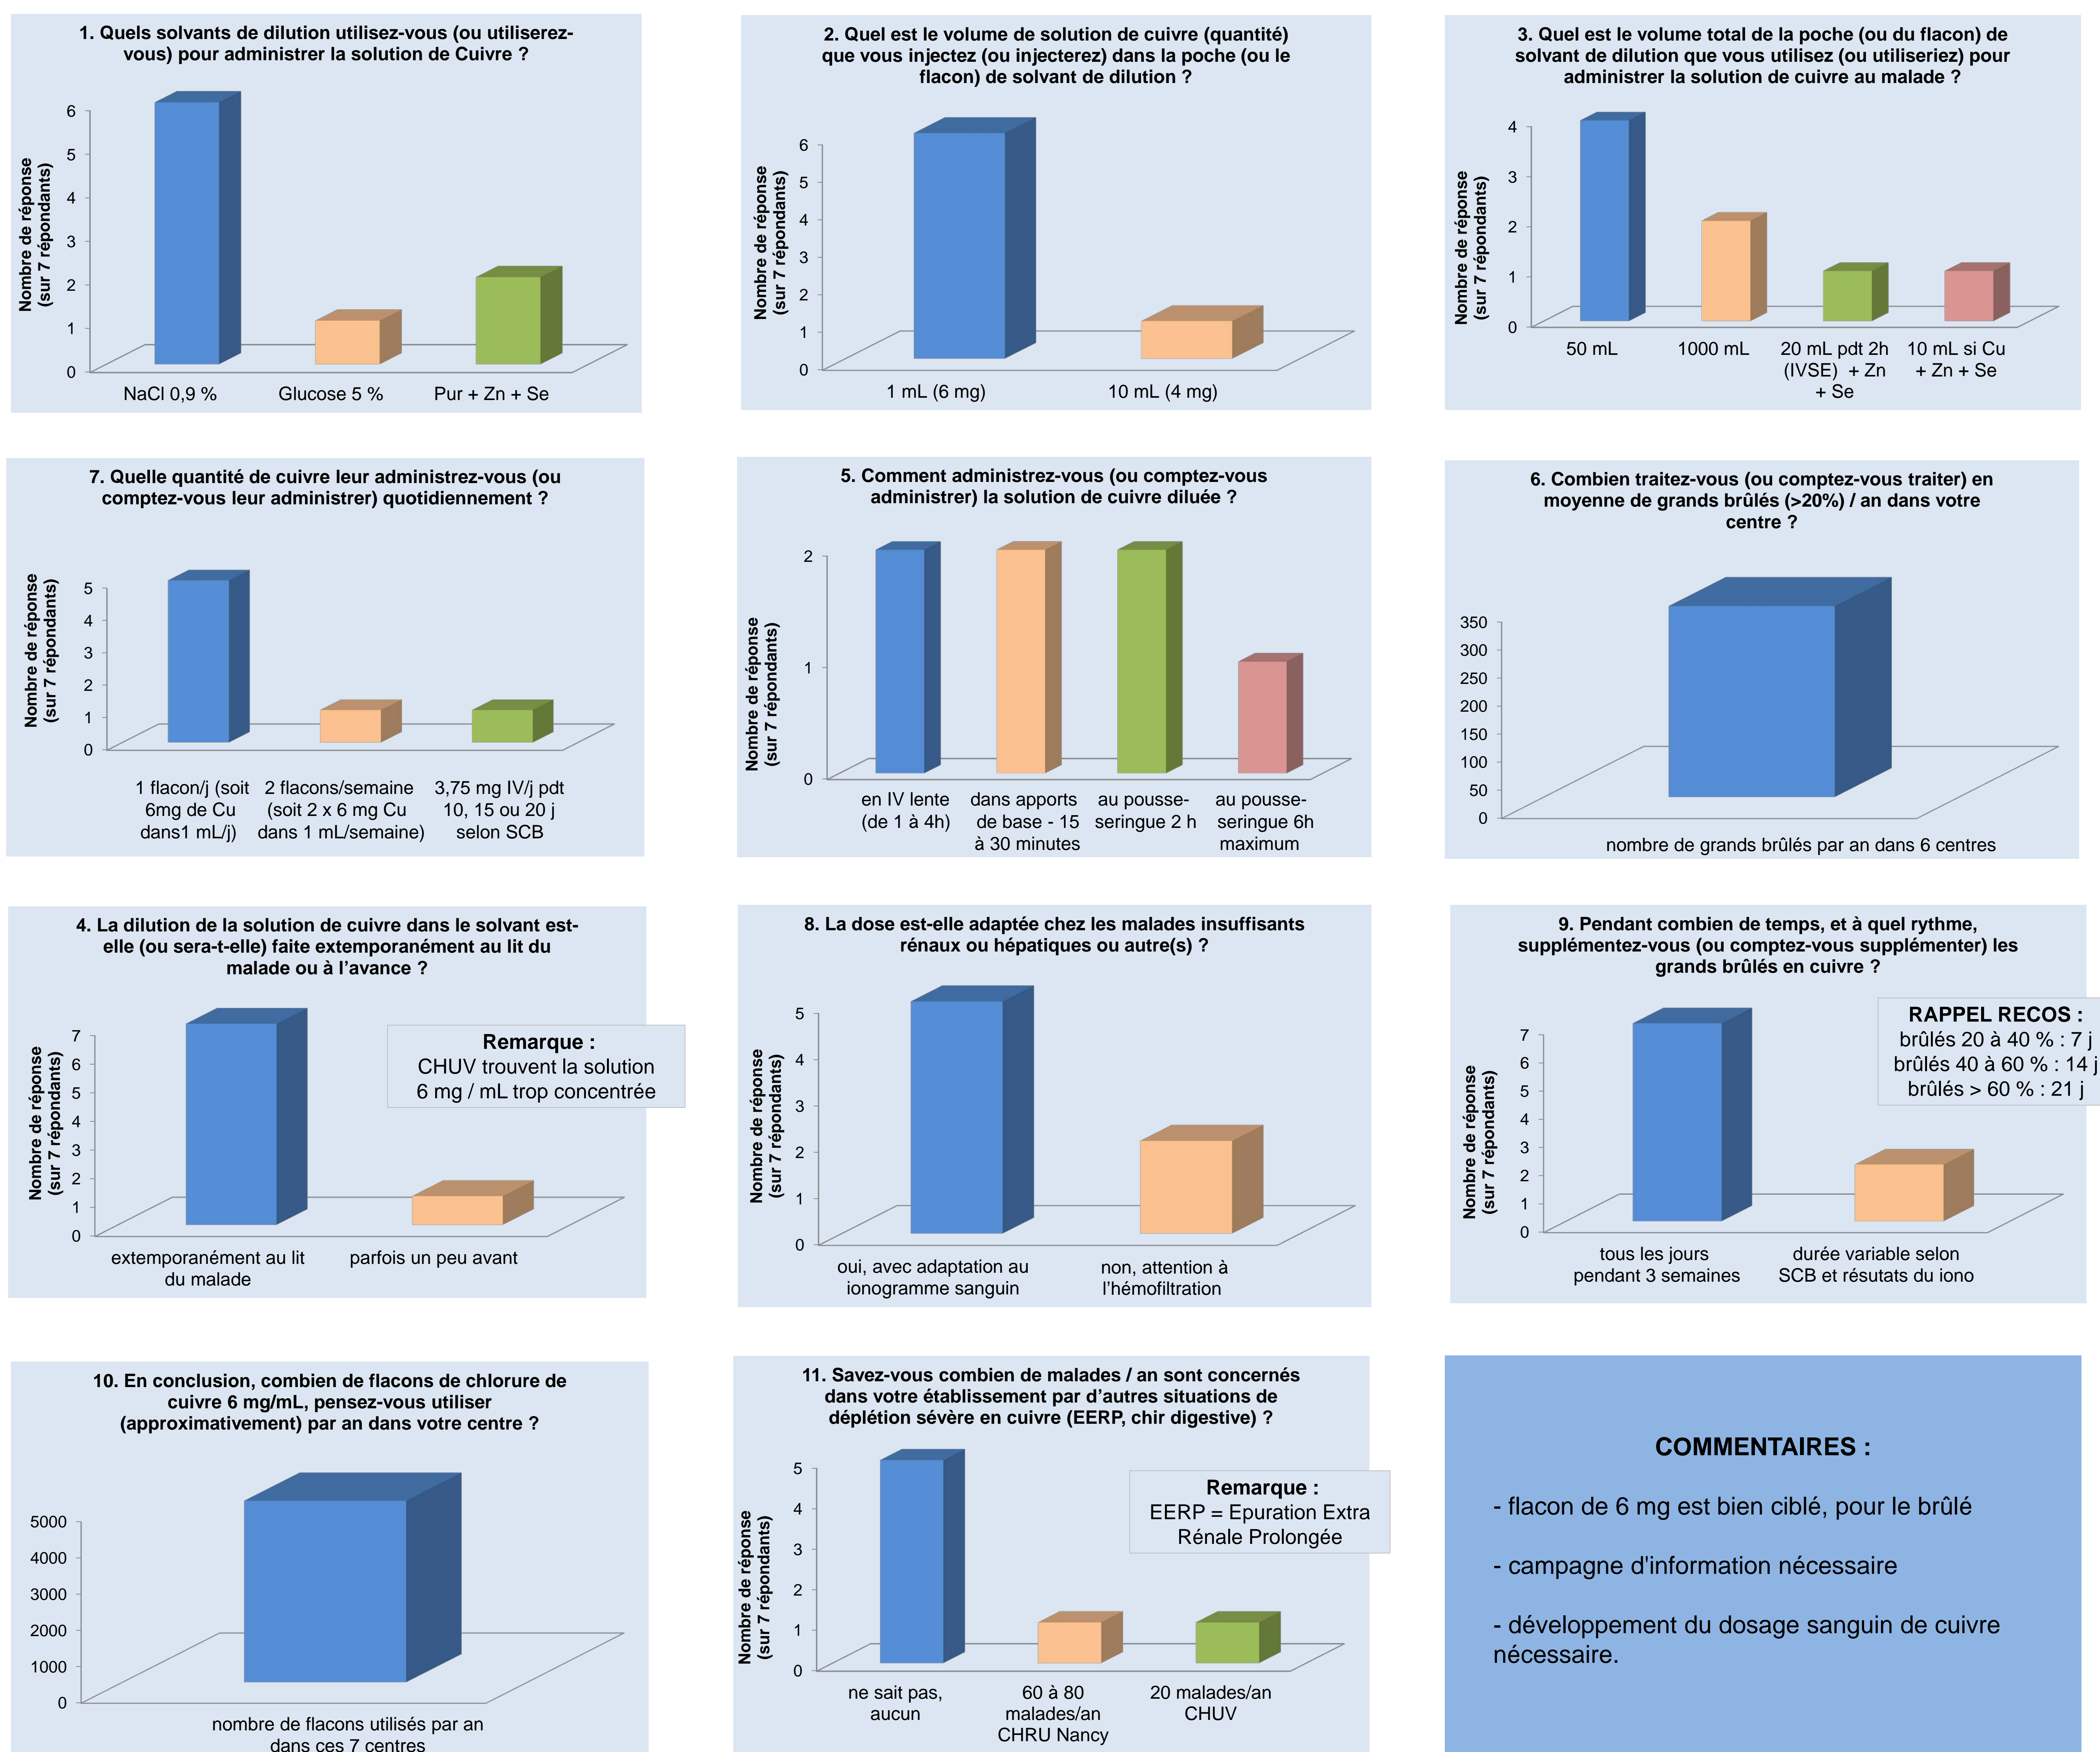 1. Quels solvants de dilution utilisez-vous (ou utiliserez-
vous) pour administrer la solution de Cuivre ?
Nombre de réponse
(sur 7 répondants)
6
5
4
3
2
1
0
NaCl 0,9 %
Glucose 5 %
Pur + Zn + Se
2. Quel est le volume de solution de cuivre (quantité)
que vous injectez (ou injecterez) dans la poche (ou le
flacon) de solvant de dilution ?
Nombre de réponse
(sur 7 répondants)
6
5
4
3
2
1
0
1 mL (6 mg)
10 mL (4 mg)
3. Quel est le volume total de la poche (ou du flacon) de
solvant de dilution que vous utilisez (ou utiliseriez) pour
administrer la solution de cuivre au malade ?
Nombre de réponse
(sur 7 répondants)
4
3
2
1
0
50 mL
1000 mL
20 mL pdt 2h
(IVSE)  + Zn
+ Se
10 mL si Cu
+ Zn + Se
7. Quelle quantité de cuivre leur administrez-vous (ou
comptez-vous leur administrer) quotidiennement ?
Nombre de réponse
(sur 7 répondants)
5
4
3
2
1
0
1 flacon/j (soit
6mg de Cu
dans1 mL/j)
2 flacons/semaine
(soit 2 x 6 mg Cu
dans 1 mL/semaine)
3,75 mg IV/j pdt
10, 15 ou 20 j
selon SCB
5. Comment administrez-vous (ou comptez-vous
administrer) la solution de cuivre diluée ?
Nombre de réponse
(sur 7 répondants)
2
1
0
en IV lente
(de 1 à 4h)
dans apports
de base - 15
à 30 minutes
au pousse-
seringue 2 h
au pousse-
seringue 6h
maximum
6. Combien traitez-vous (ou comptez-vous traiter) en
moyenne de grands brûlés (>20%) / an dans votre
centre ?
350
300
250
200
150
100
50
0
nombre de grands brûlés par an dans 6 centres
4. La dilution de la solution de cuivre dans le solvant est-
elle (ou sera-t-elle) faite extemporanément au lit du
malade ou à l'avance ?
Nombre de réponse
(sur 7 répondants)
7
6
5
4
3
2
1
0
Remarque :
CHUV trouvent la solution
6 mg / mL trop concentrée
extemporanément au lit
du malade
parfois un peu avant
8. La dose est-elle adaptée chez les malades insuffisants
rénaux ou hépatiques ou autre(s) ?
Nombre de réponse
(sur 7 répondants)
5
4
3
2
1
0
oui, avec adaptation au
ionogramme sanguin
non, attention à
l'hémofiltration
9. Pendant combien de temps, et à quel rythme,
supplémentez-vous (ou comptez-vous supplémenter) les
grands brûlés en cuivre ?
Nombre de réponse
(sur 7 répondants)
7
6
5
4
3
2
1
0
RAPPEL RECOS :
brûlés 20 à 40 % : 7 j
brûlés 40 à 60 % : 14 j
brûlés > 60 % : 21 j
tous les jours
pendant 3 semaines
durée variable selon
SCB et résutats du iono
10. En conclusion, combien de flacons de chlorure de
cuivre 6 mg/mL, pensez-vous utiliser
(approximativement) par an dans votre centre ?
5000
4000
3000
2000
1000
0
nombre de flacons utilisés par an
dans ces 7 centres
11. Savez-vous combien de malades / an sont concernés
dans votre établissement par d'autres situations de
déplétion sévère en cuivre (EERP, chir digestive) ?
Nombre de réponse
(sur 7 répondants)
5
4
3
2
1
0
Remarque :
EERP = Epuration Extra
Rénale Prolongée
ne sait pas,
aucun
60 à 80
malades/an
CHRU Nancy
20 malades/an
CHUV
COMMENTAIRES :
- flacon de 6 mg est bien ciblé, pour le brûlé
- campagne d'information nécessaire
- développement du dosage sanguin de cuivre
nécessaire.